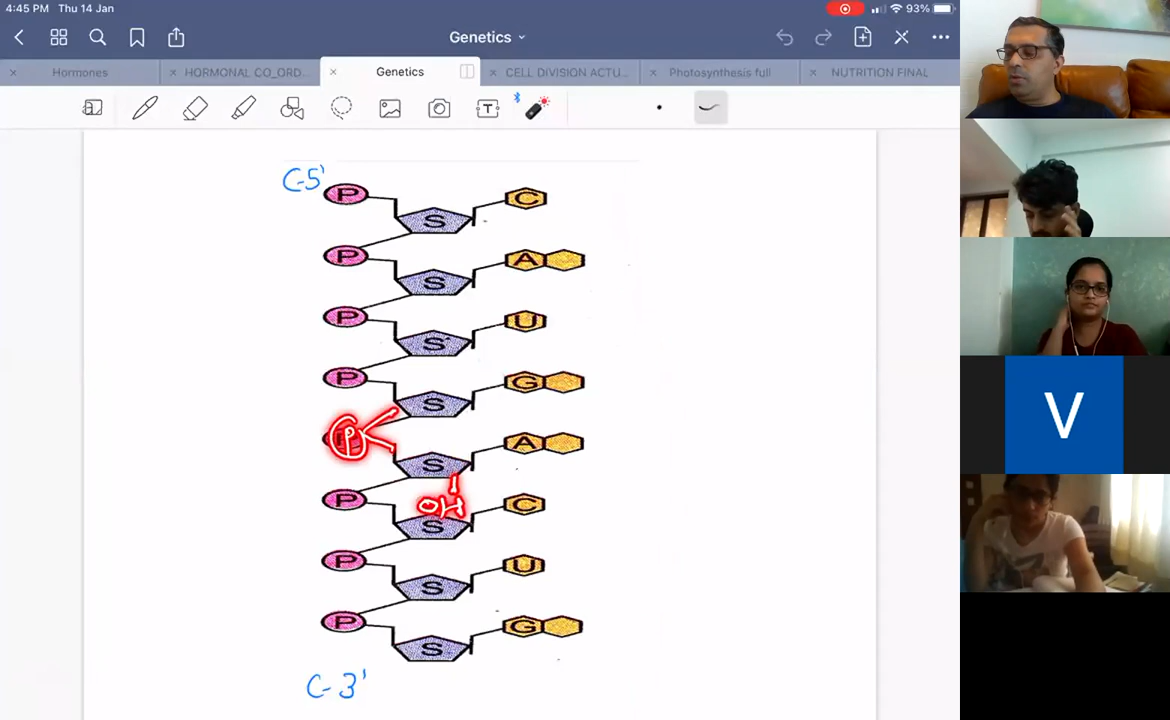 4:45 PM Thu 14 Jan
93%
Genetics
Hormones
HORMONAL CO_ORD...
Genetics
CELL DIVISION ACTU...
Photosynthesis full
NUTRITION FINAL
C-5'
P
S
C
P
S
A
P
S
U
P
S
G
P
S
A
OH
P
S
C
P
S
U
P
S
G
C-3'
V